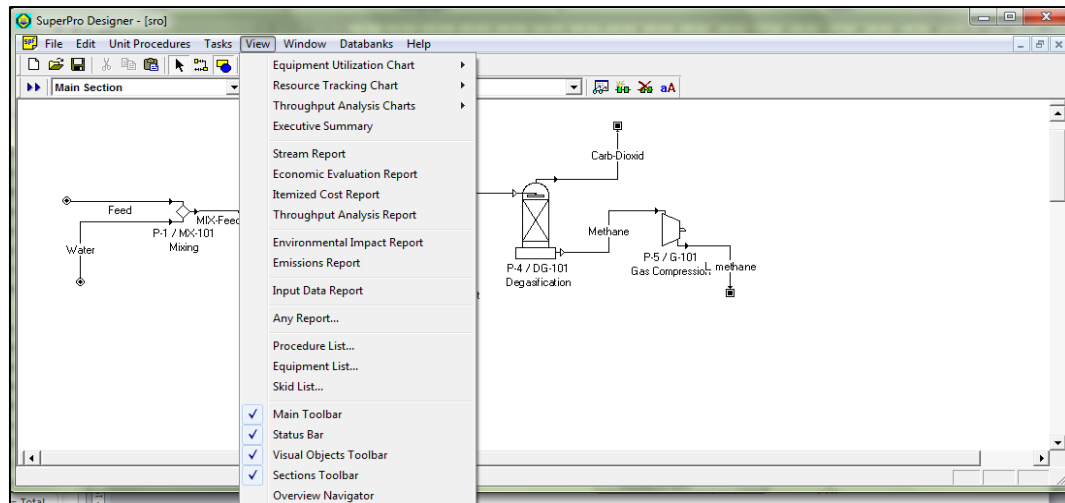 SuperPro Designer - [sro]
File Edit Unit Procedures Tasks View Window Databanks Help
Main Section
aA
Equipment Utilization Chart
Resource Tracking Chart
Throughput Analysis Charts
Executive Summary
Stream Report
Economic Evaluation Report
Itemized Cost Report
Throughput Analysis Report
Environmental Impact Report
Emissions Report
Input Data Report
Any Report...
Procedure List...
Equipment List...
Skid List...
Main Toolbar
Status Bar
Visual Objects Toolbar
Sections Toolbar
Overview Navigator
Feed
MIX-Feed
P-1 / MX-101
Mixing
Water
Carb-Dioxid
Methane
P-4 / DG-101
Degasification
P-5 / G-101
Gas Compression
L methane
Total